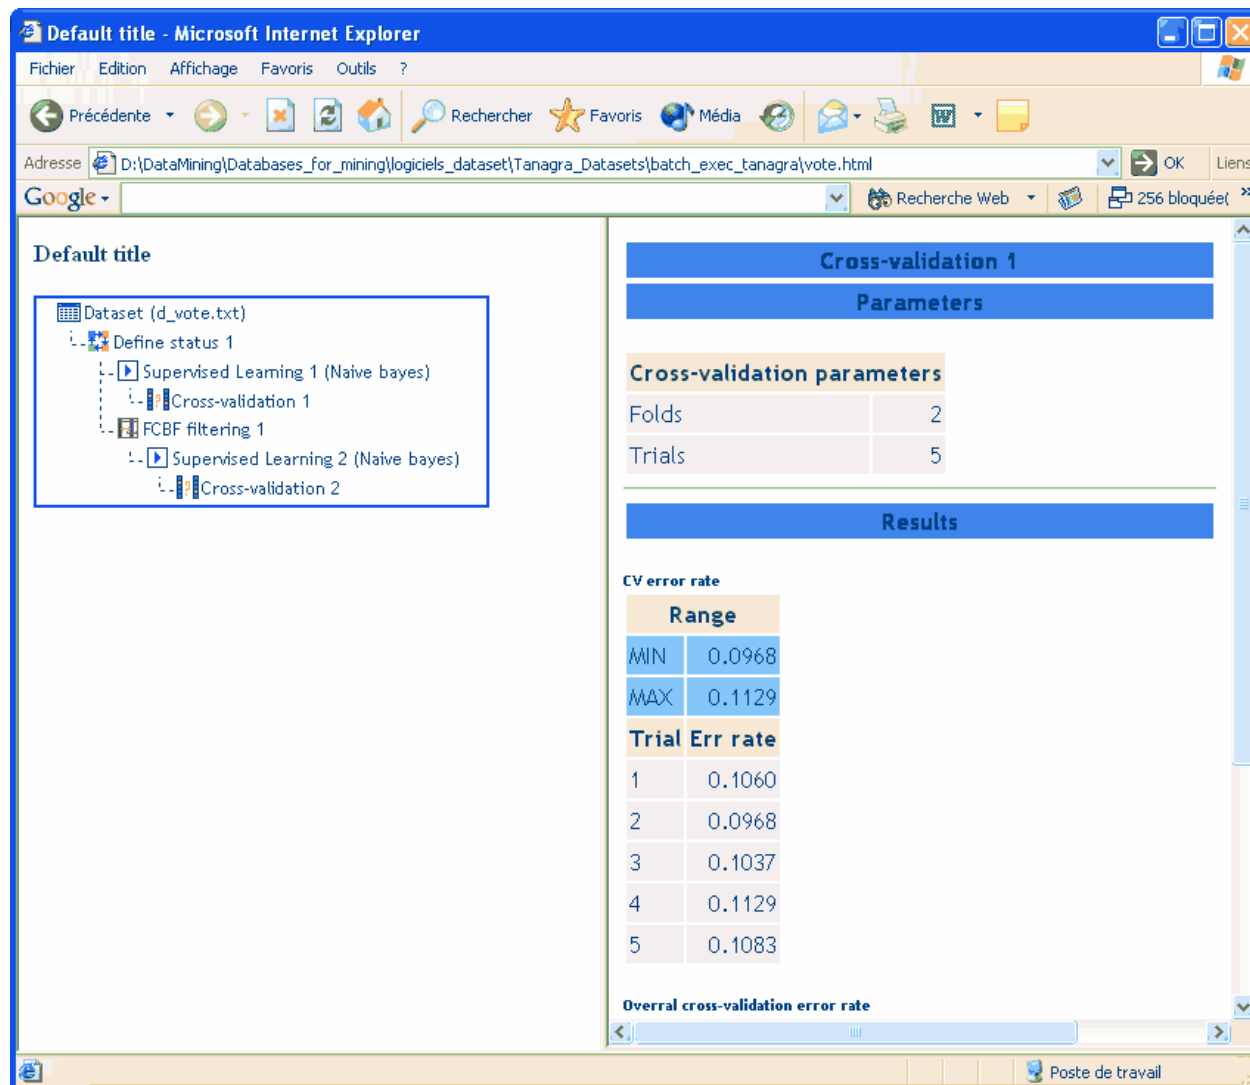 Default title - Microsoft Internet Explorer
Fichier Edition Affichage Favoris Outils ?
Précédente Rechercher Favoris Média
Adresse D:\DataMining\Databases_for_mining\logiciels_dataset\Tanagra_Datasets\batch_exec_tanagra\vote.html OK Liens
Google Recherche Web 256 bloquée( »
Default title
Dataset (d_vote.txt)
Define status 1
Supervised Learning 1 (Naive bayes)
Cross-validation 1
FCBF filtering 1
Supervised Learning 2 (Naive bayes)
Cross-validation 2
Cross-validation 1
Parameters
Cross-validation parameters
Folds 2
Trials 5
Results
CV error rate
Range
MIN 0.0968
MAX 0.1129
Trial Err rate
1 0.1060
2 0.0968
3 0.1037
4 0.1129
5 0.1083
Overral cross-validation error rate
Poste de travail